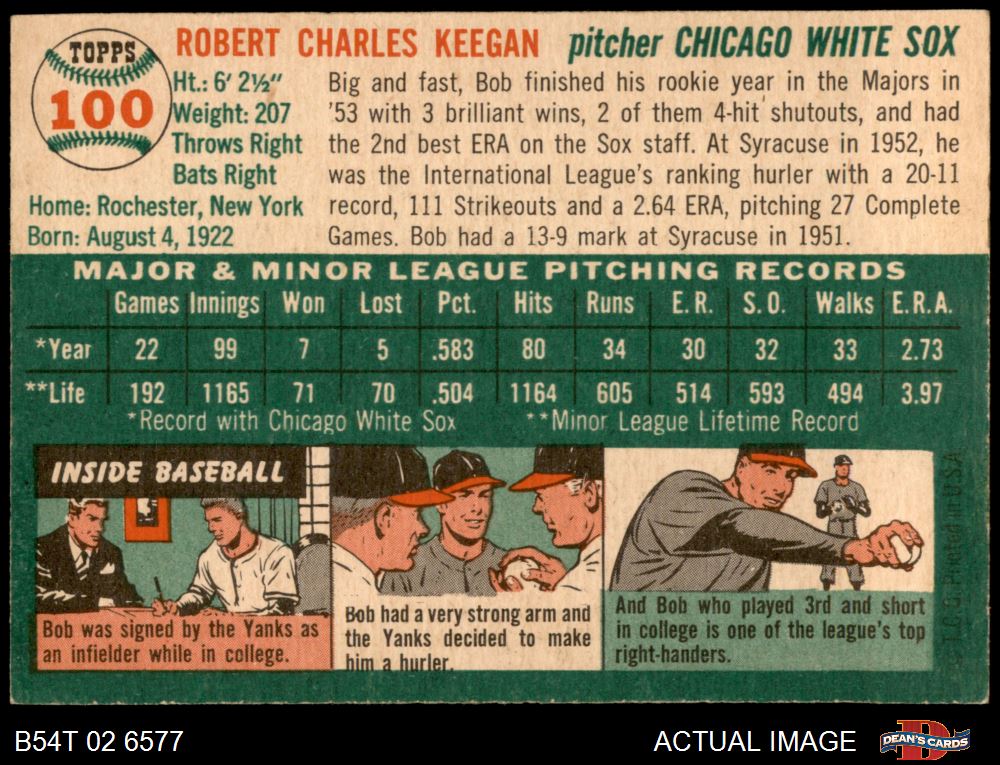 TOPPS
100
ROBERT CHARLES KEEGAN pitcher CHICAGO WHITE SOX
Ht.: 6' 2½"
Weight: 207
Throws Right
Bats Right
Home: Rochester, New York
Born: August 4, 1922
Big and fast, Bob finished his rookie year in the Majors in
'53 with 3 brilliant wins, 2 of them 4-hit shutouts, and had
the 2nd best ERA on the Sox staff. At Syracuse in 1952, he
was the International League's ranking hurler with a 20-11
record, 111 Strikeouts and a 2.64 ERA, pitching 27 Complete
Games. Bob had a 13-9 mark at Syracuse in 1951.
MAJOR & MINOR LEAGUE PITCHING RECORDS
Games Innings Won Lost Pct. Hits Runs E.R. S.O. Walks E.R.A.
*Year 22 99 7 5 .583 80 34 30 32 33 2.73
**Life 192 1165 71 70 .504 1164 605 514 593 494 3.97
*Record with Chicago White Sox **Minor League Lifetime Record
INSIDE BASEBALL
Bob was signed by the Yanks as
an infielder while in college.
Bob had a very strong arm and
the Yanks decided to make
him a hurler.
And Bob who played 3rd and short
in college is one of the league's top
right-handers.
T.C.G. Printed in U.S.A.
B54T 02 6577
ACTUAL IMAGE
DEAN'S CARDS